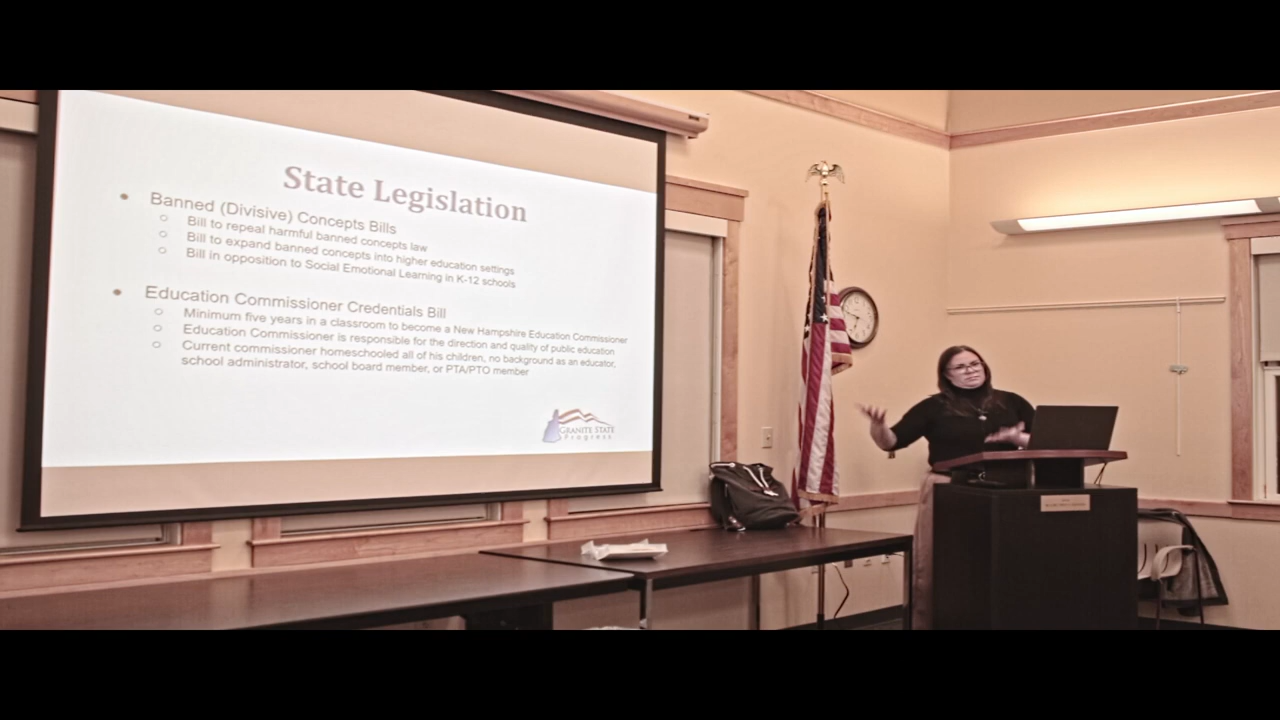 State Legislation
Banned (Divisive) Concepts Bills
Bill to repeal harmful banned concepts law
Bill to expand banned concepts into higher education settings
Bill in opposition to Social Emotional Learning in K-12 schools
Education Commissioner Credentials Bill
Minimum five years in a classroom to become a New Hampshire Education Commissioner
Education Commissioner is responsible for the direction and quality of public education
Current commissioner homeschooled all of his children, no background as an educator,
school administrator, school board member, or PTA/PTO member
GRANITE STATE
Progress